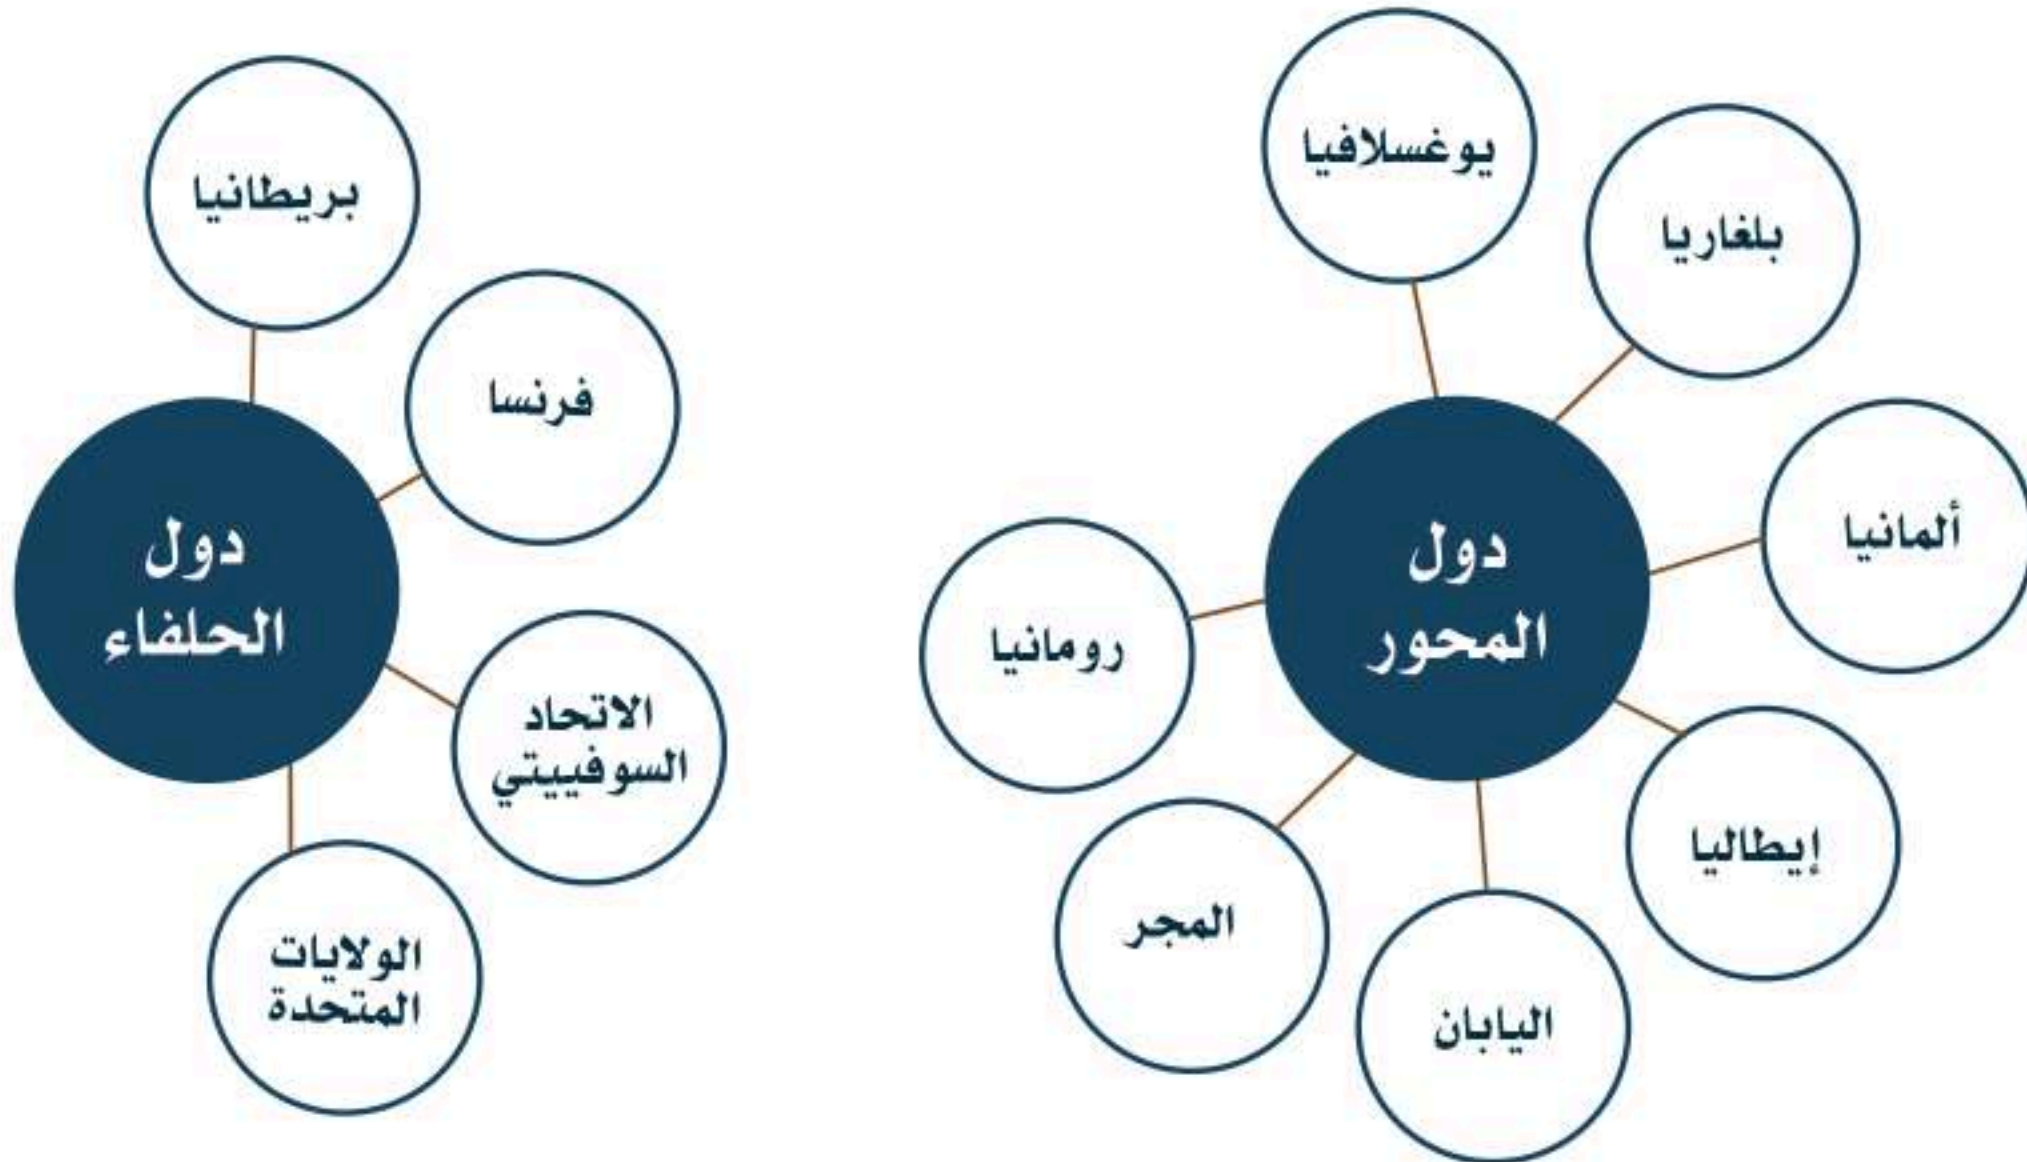 دول
المحور
يوغسلافيا
بلغاريا
ألمانيا
إيطاليا
اليابان
المجر
رومانيا
دول
الحلفاء
بريطانيا
فرنسا
الاتحاد
السوفييتي
الولايات
المتحدة